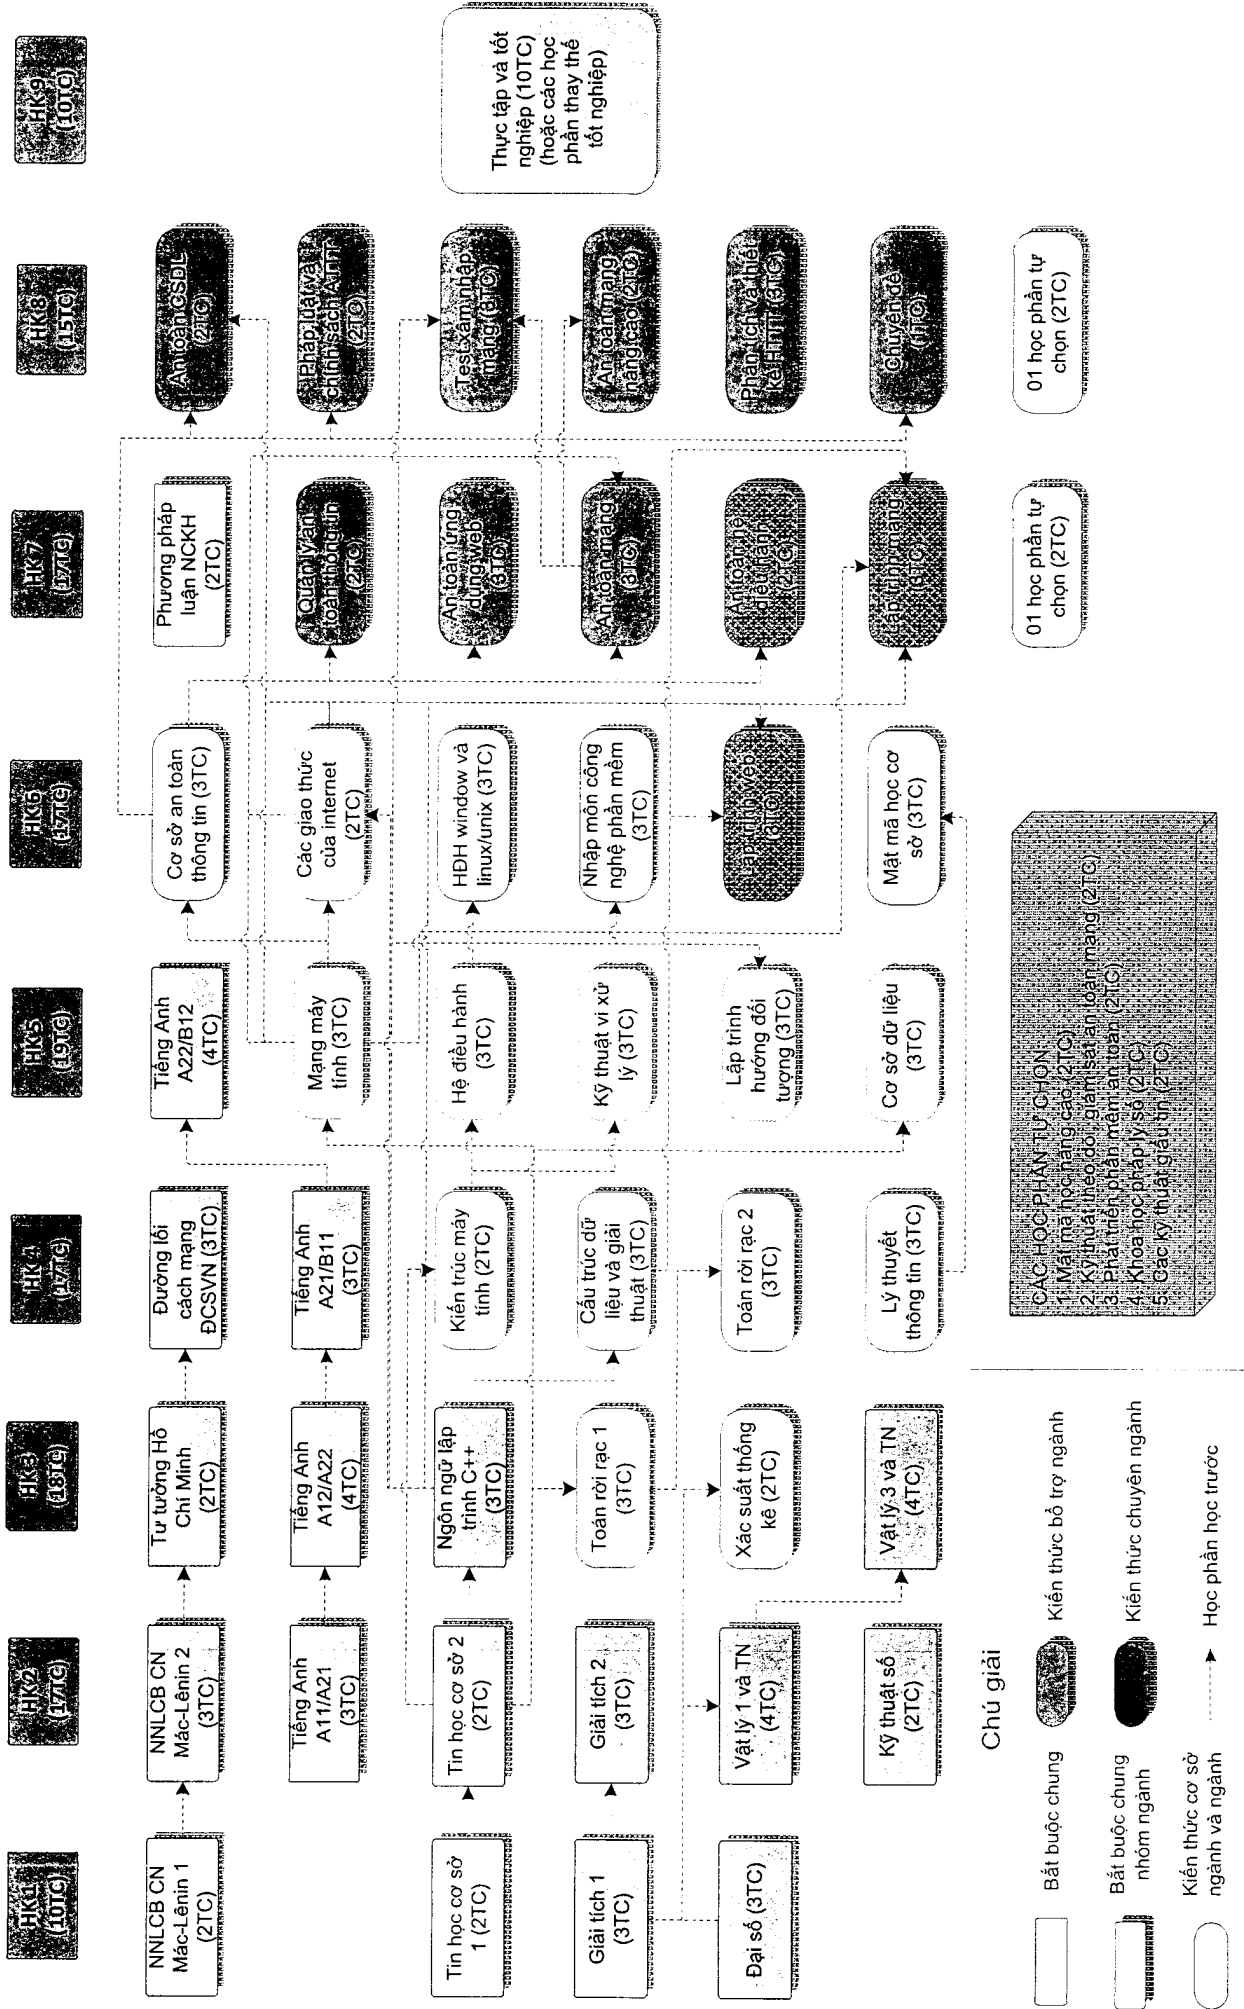 HK1
(10TC)
NNLCB CN
Mác-Lênin 1
(2TC)
Tin học cơ sở
1 (2TC)
Giải tích 1
(3TC)
Đại số (3TC)
HK2
(17TC)
NNLCB CN
Mác-Lênin 2
(3TC)
Tiếng Anh
A11/A21
(3TC)
Tin học cơ sở 2
(2TC)
Giải tích 2
(3TC)
Vật lý 1 và TN
(4TC)
Kỹ thuật số
(2TC)
HK3
(18TC)
Tư tưởng Hồ
Chí Minh
(2TC)
Tiếng Anh
A12/A22
(4TC)
Ngôn ngữ lập
trình C++
(3TC)
Toán rời rạc 1
(3TC)
Xác suất thống
kê (2TC)
Vật lý 3 và TN
(4TC)
HK4
(17TC)
Đường lối
cách mạng
ĐCSVN (3TC)
Tiếng Anh
A21/B11
(3TC)
Kiến trúc máy
tính (2TC)
Cấu trúc dữ
liệu và giải
thuật (3TC)
Toán rời rạc 2
(3TC)
Lý thuyết
thông tin (3TC)
HK5
(19TC)
Tiếng Anh
A22/B12
(4TC)
Mạng máy
tính (3TC)
Hệ điều hành
(3TC)
Kỹ thuật vi xử
lý (3TC)
Lập trình
hướng đối
tượng (3TC)
Cơ sở dữ liệu
(3TC)
HK6
(17TC)
Cơ sở an toàn
thông tin (3TC)
Các giao thức
của internet
(2TC)
HĐH window và
linux/unix (3TC)
Nhập môn công
nghệ phần mềm
(3TC)
Lập trình web
(3TC)
Mật mã học cơ
sở (3TC)
HK7
(17TC)
Phương pháp
luận NCKH
(2TC)
Quản lý an
toàn thông tin
(2TC)
An toàn ứng
dụng web
(3TC)
An toàn mạng
(3TC)
An toàn hệ
điều hành
(2TC)
Lập trình mạng
(3TC)
01 học phần tự
chọn (2TC)
HK8
(15TC)
An toàn CSDL
(2TC)
Pháp luật và
chính sách ATTT
(2TC)
Test xâm nhập
mạng (3TC)
An toàn mạng
nâng cao (2TC)
Phân tích và thiết
kế HTTT (3TC)
Chuyên đề
(1TC)
01 học phần tự
chọn (2TC)
HK9
(10TC)
Thực tập và tốt
nghiệp (10TC)
(hoặc các học
phần thay thế
tốt nghiệp)
Chú giải
Bắt buộc chung
Bắt buộc chung
nhóm ngành
Kiến thức cơ sở
ngành và ngành
Kiến thức bổ trợ ngành
Kiến thức chuyên ngành
Học phần học trước
CÁC HỌC PHẦN TỰ CHỌN
1. Mật mã học nâng cao (2TC)
2. Kỹ thuật theo dõi, giám sát an toàn mạng (2TC)
3. Phát triển phần mềm an toàn (2TC)
4. Khoa học pháp lý số (2TC)
5. Các kỹ thuật giấu tin (2TC)